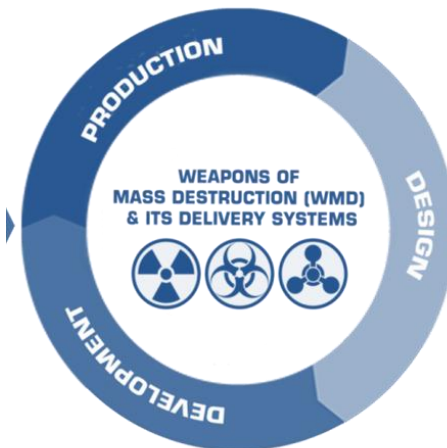 PRODUCTION
WEAPONS OF
MASS DESTRUCTION (WMD)
& ITS DELIVERY SYSTEMS
DESIGN
DEVELOPMENT